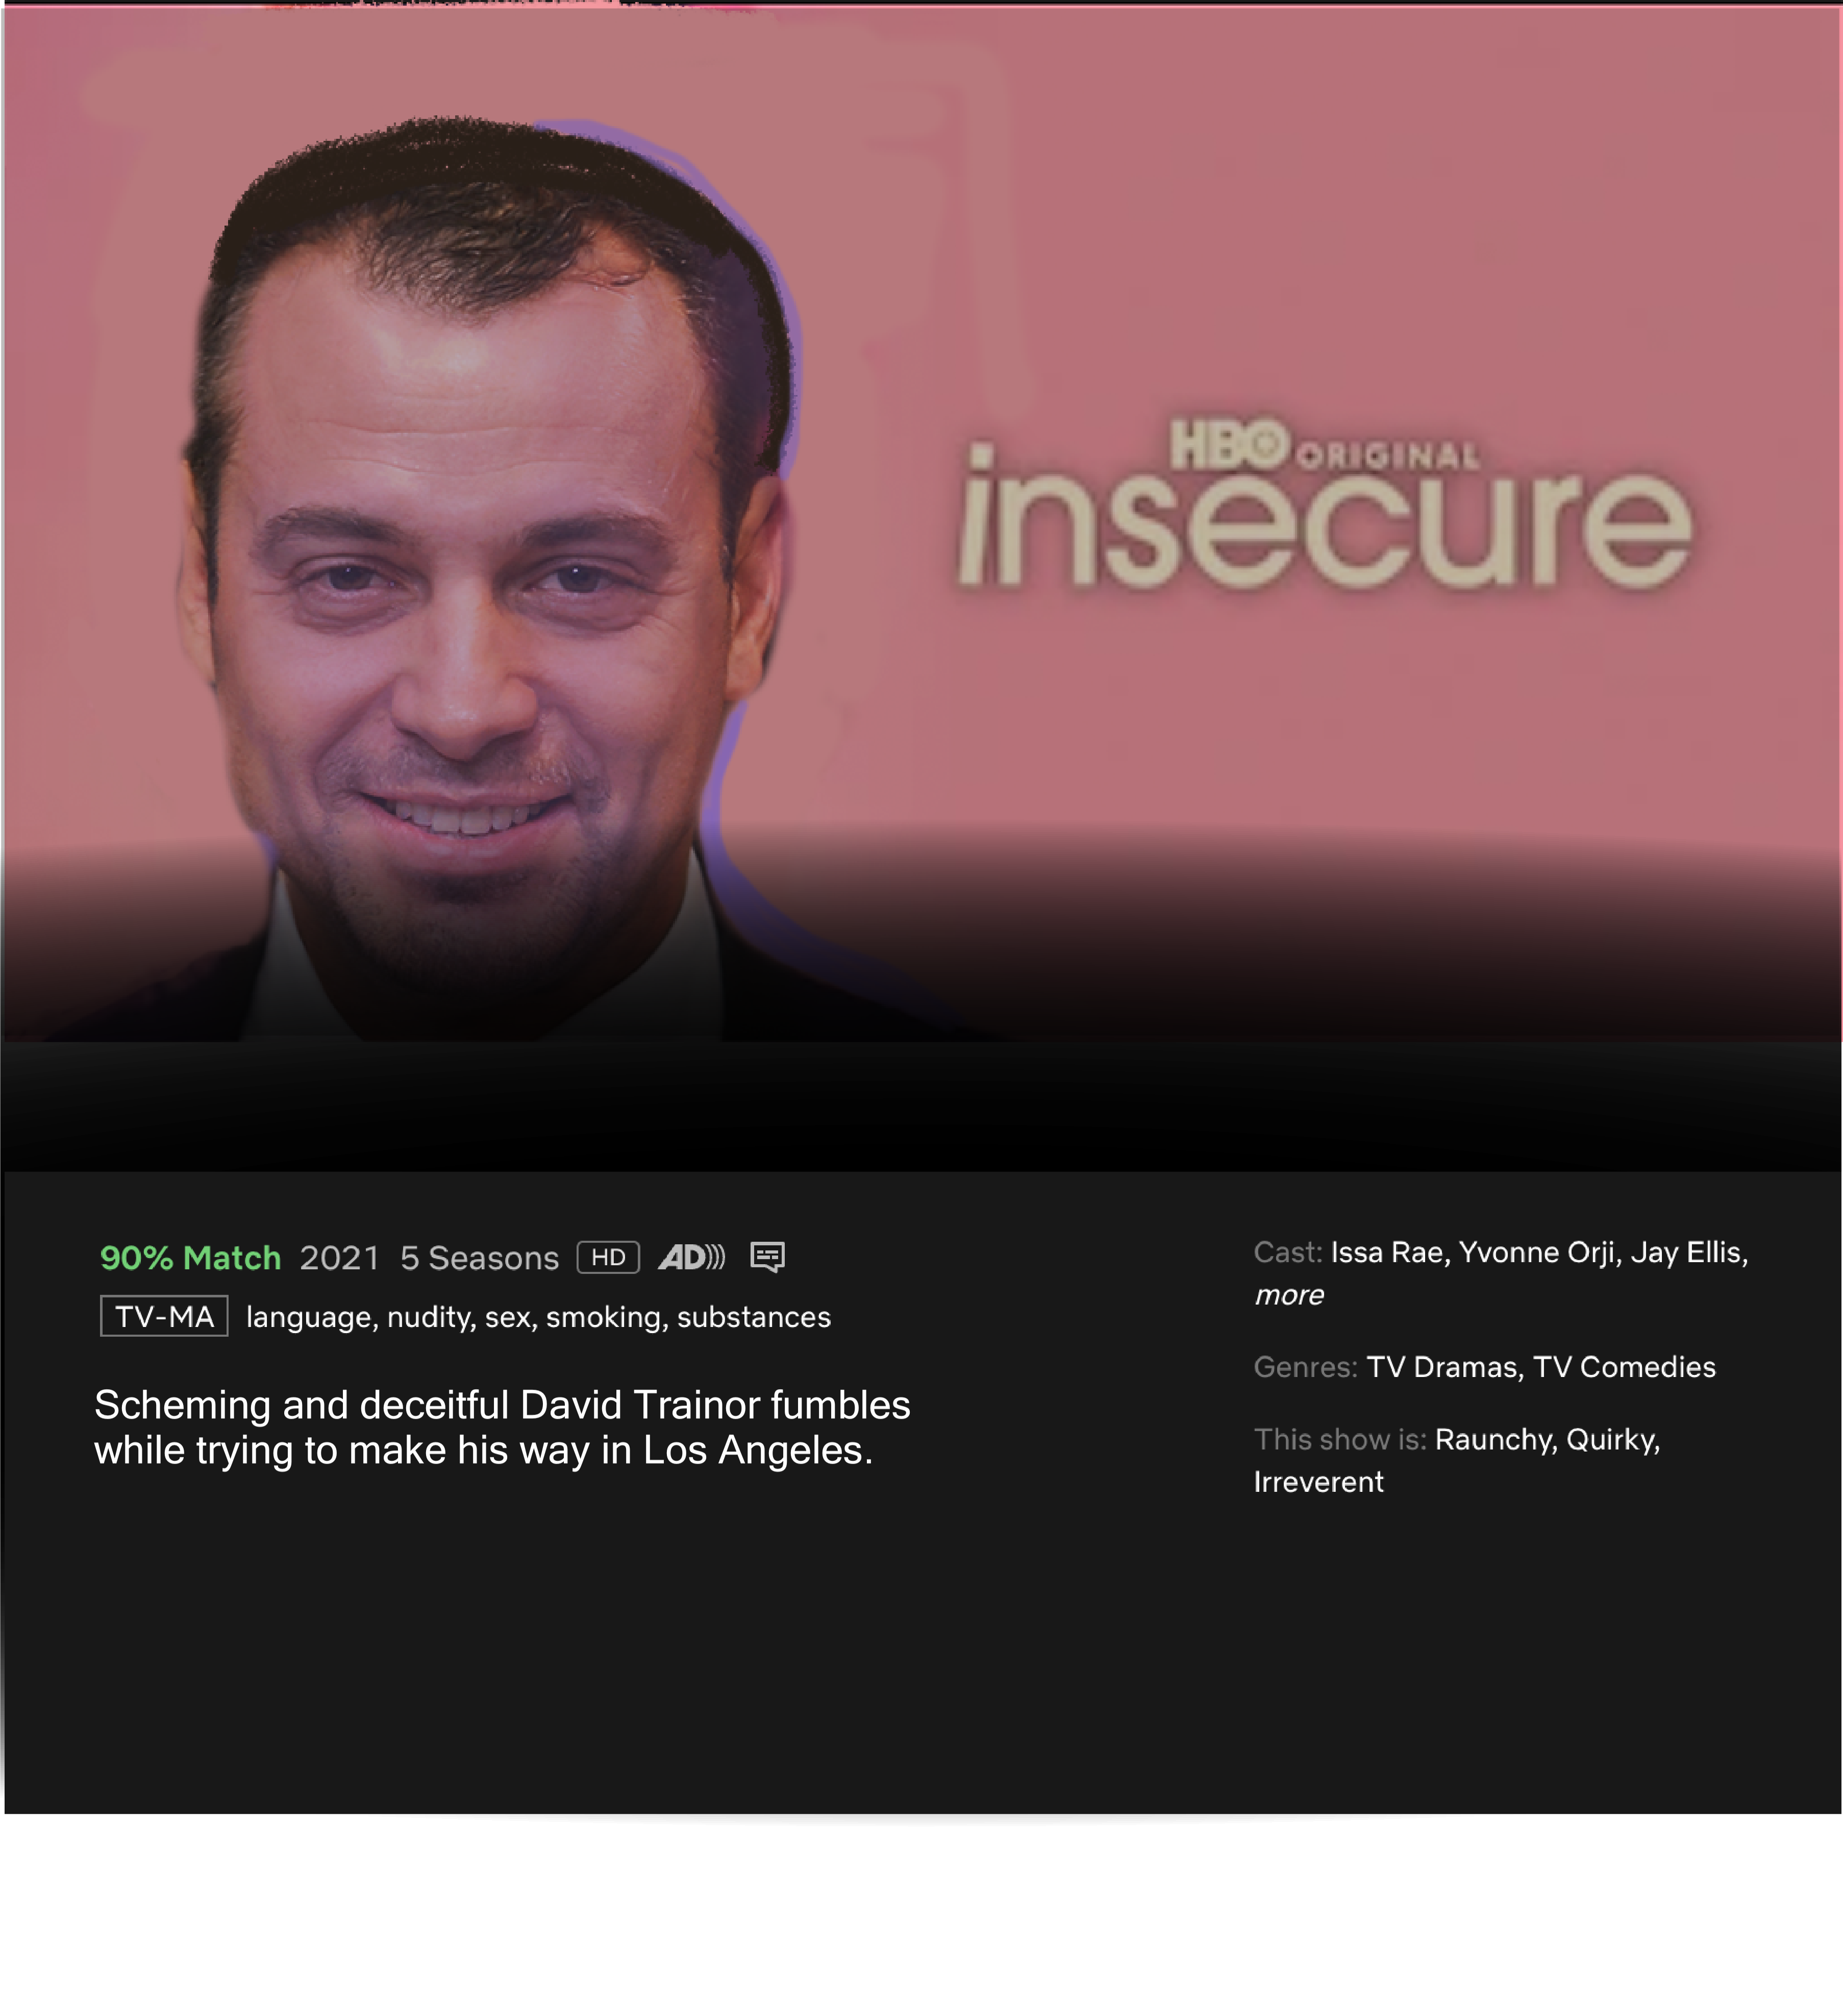 HBO ORIGINAL
insecure
90% Match 2021 5 Seasons HD AD
TV-MA language, nudity, sex, smoking, substances
Scheming and deceitful David Trainor fumbles
while trying to make his way in Los Angeles.
Cast: Issa Rae, Yvonne Orji, Jay Ellis,
more
Genres: TV Dramas, TV Comedies
This show is: Raunchy, Quirky,
Irreverent